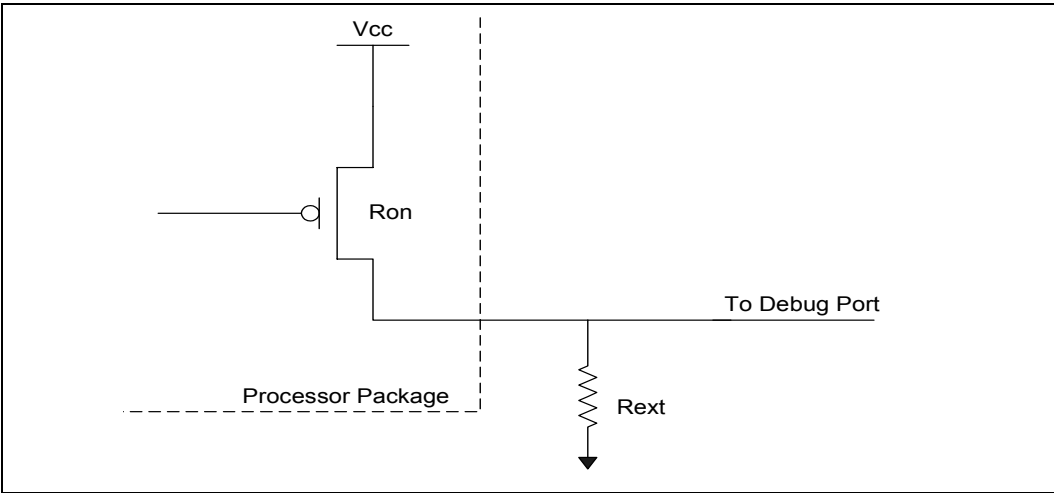 Vcc
Ron
To Debug Port
Processor Package
Rext